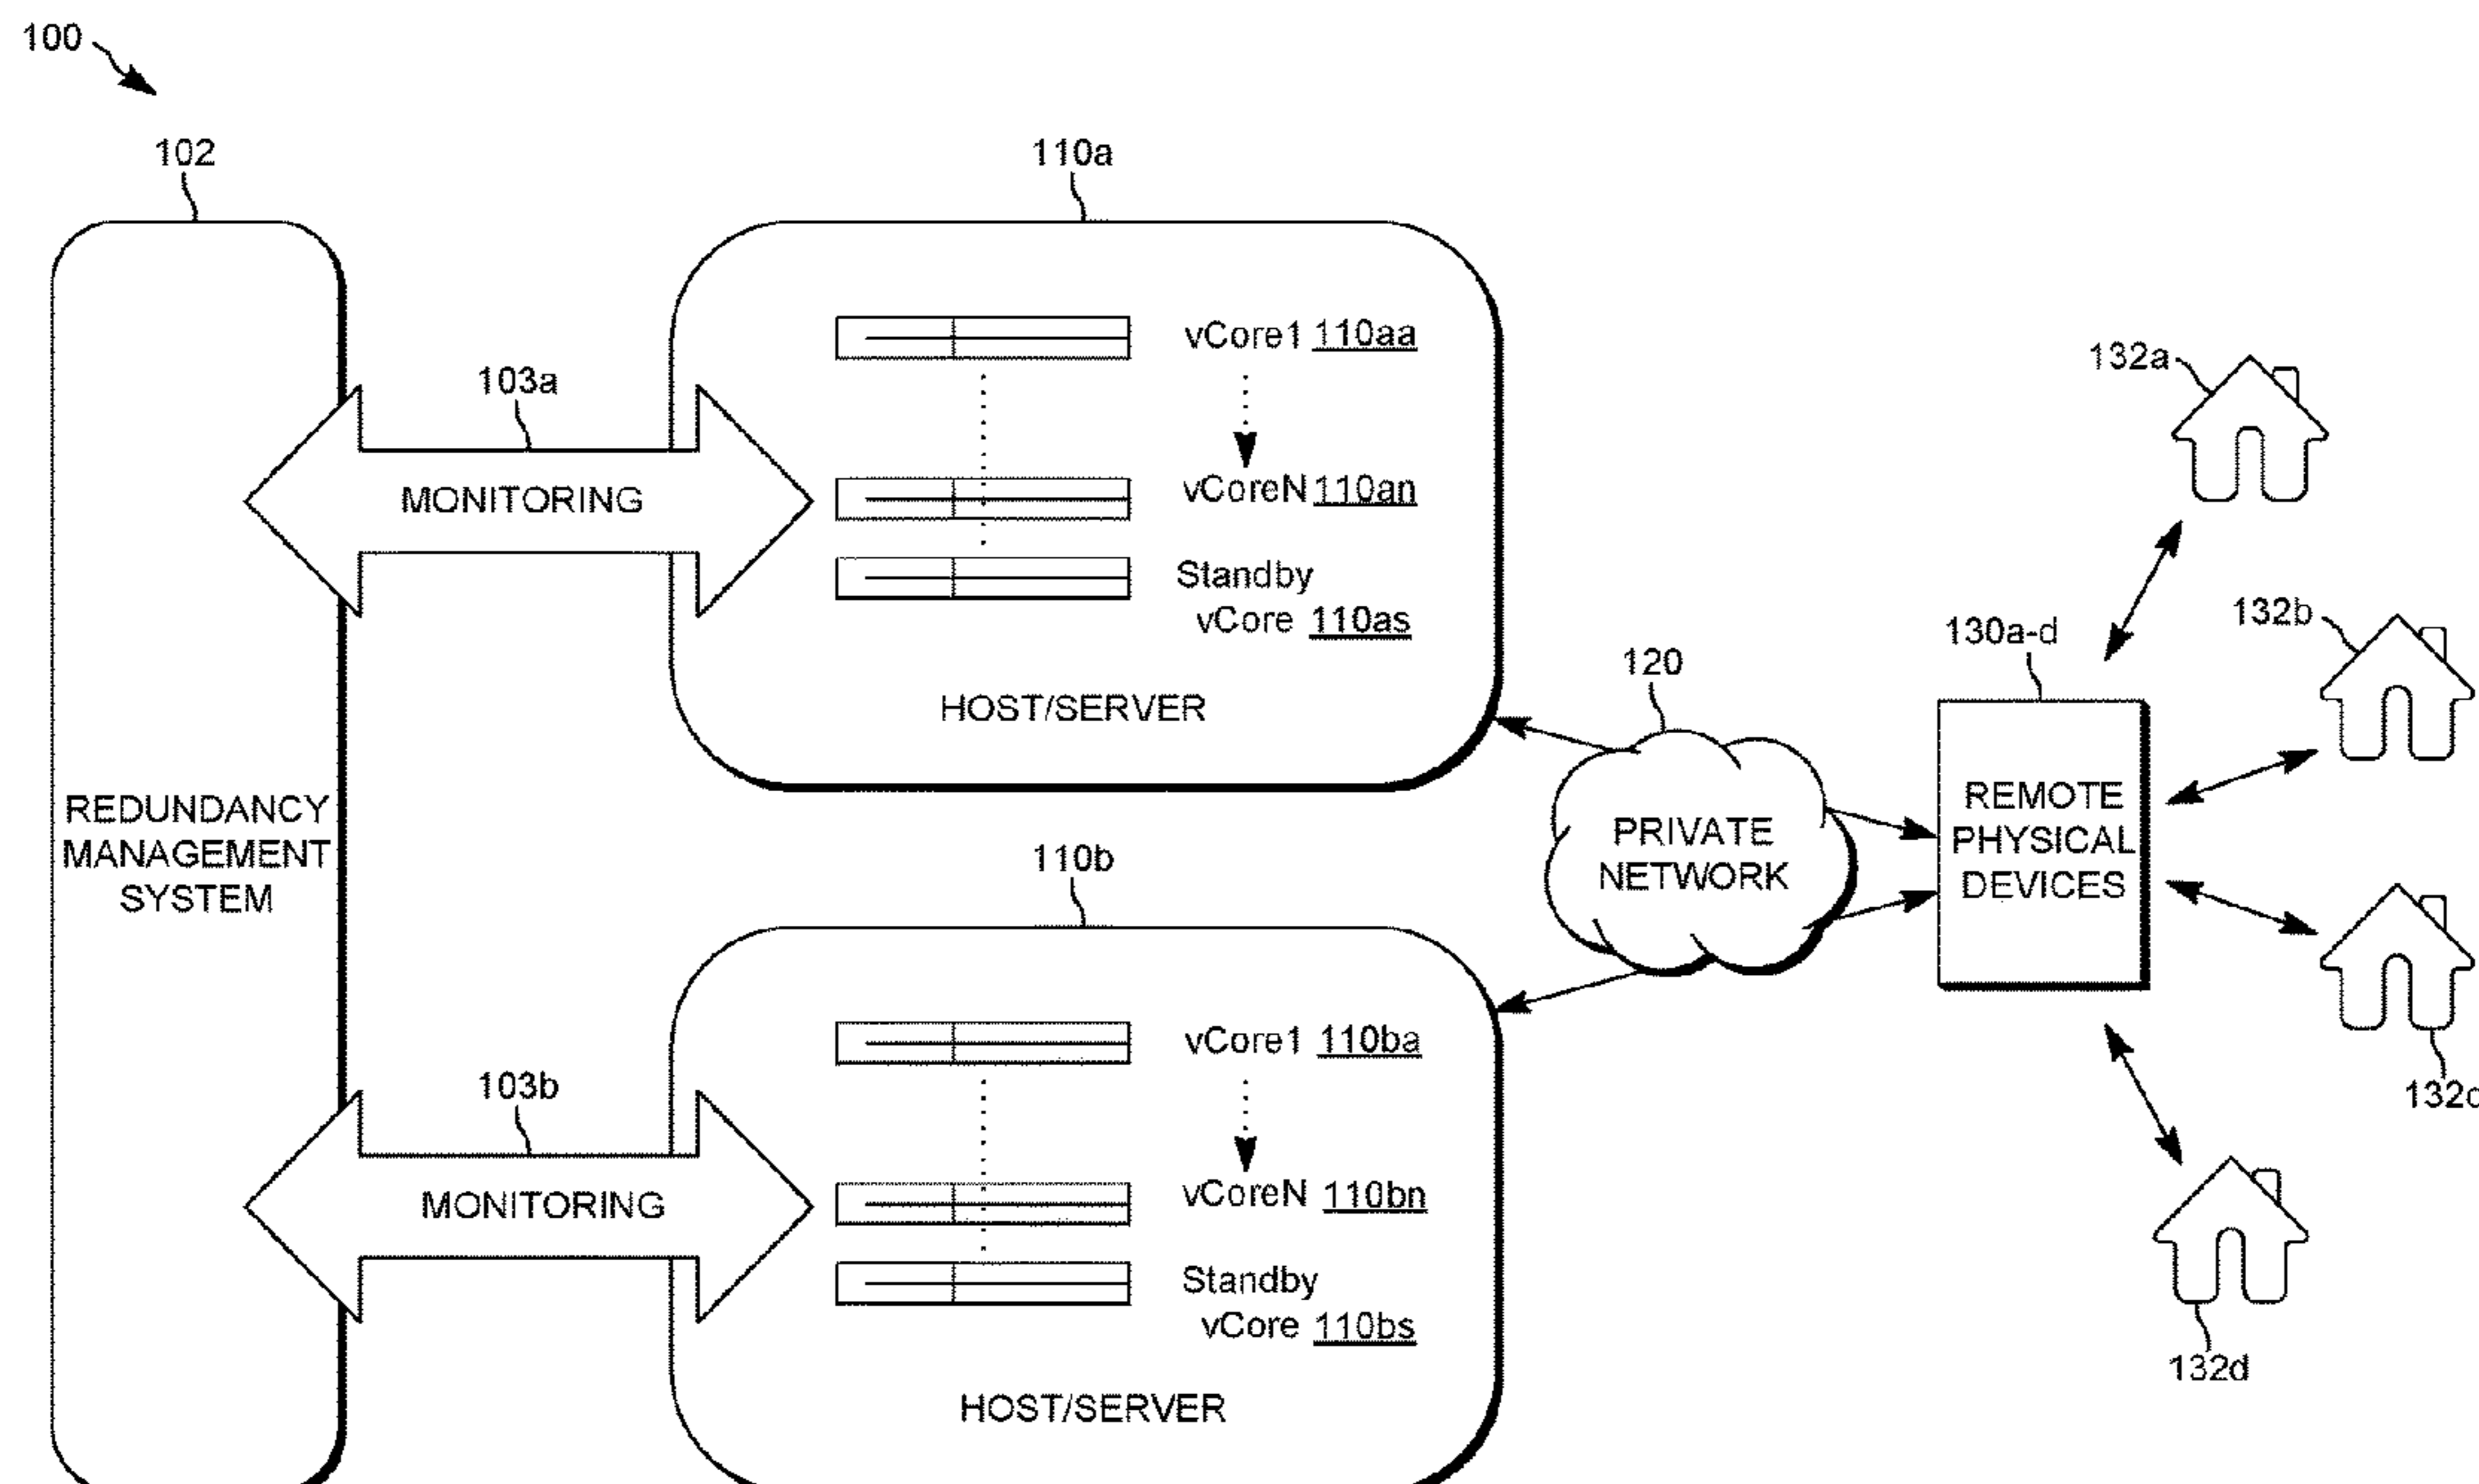 100
102
110a
vCore1 110aa
103a
MONITORING
vCoreN 110an
Standby
vCore 110as
HOST/SERVER
132a
132b
130a-d
120
REDUNDANCY
MANAGEMENT
SYSTEM
PRIVATE
NETWORK
REMOTE
PHYSICAL
DEVICES
110b
vCore1 110ba
103b
MONITORING
vCoreN 110bn
Standby
vCore 110bs
HOST/SERVER
132d